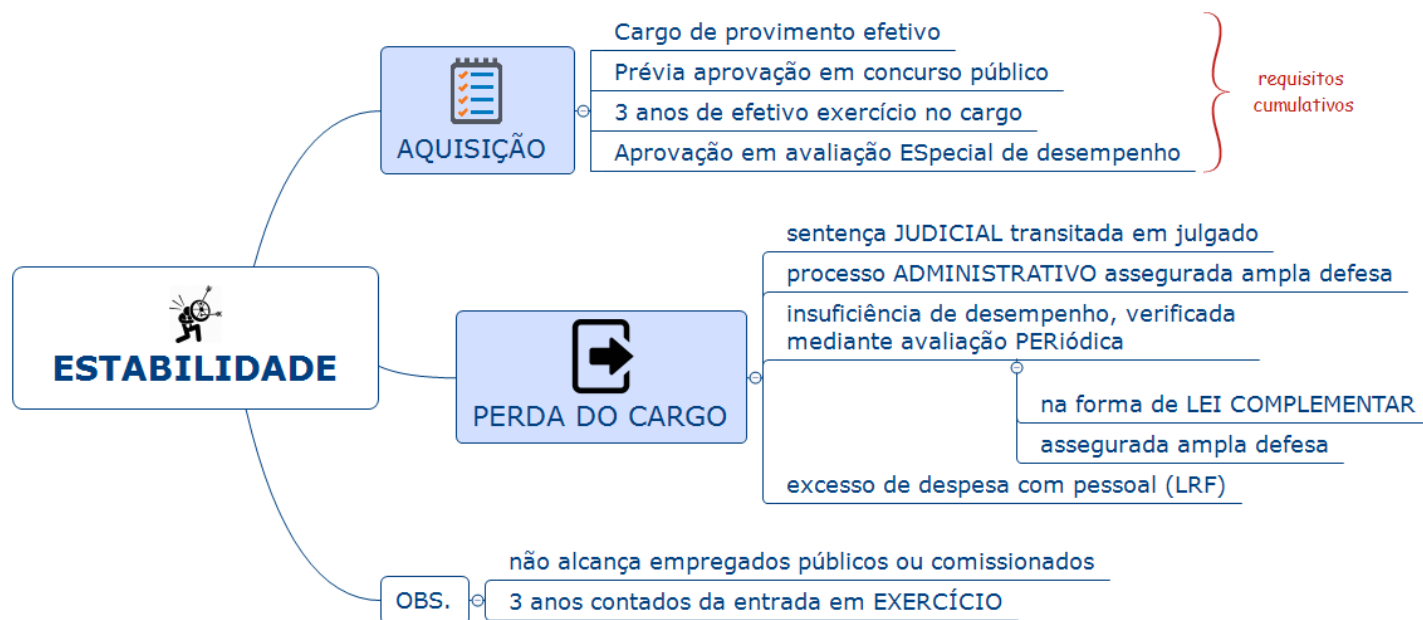 ESTABILIDADE
AQUISIÇÃO
Cargo de provimento efetivo
Prévia aprovação em concurso público
3 anos de efetivo exercício no cargo
Aprovação em avaliação ESpecial de desempenho
requisitos
cumulativos
PERDA DO CARGO
sentença JUDICIAL transitada em julgado
processo ADMINISTRATIVO assegurada ampla defesa
insuficiência de desempenho, verificada
mediante avaliação PERiódica
na forma de LEI COMPLEMENTAR
assegurada ampla defesa
excesso de despesa com pessoal (LRF)
OBS.
não alcança empregados públicos ou comissionados
3 anos contados da entrada em EXERCÍCIO